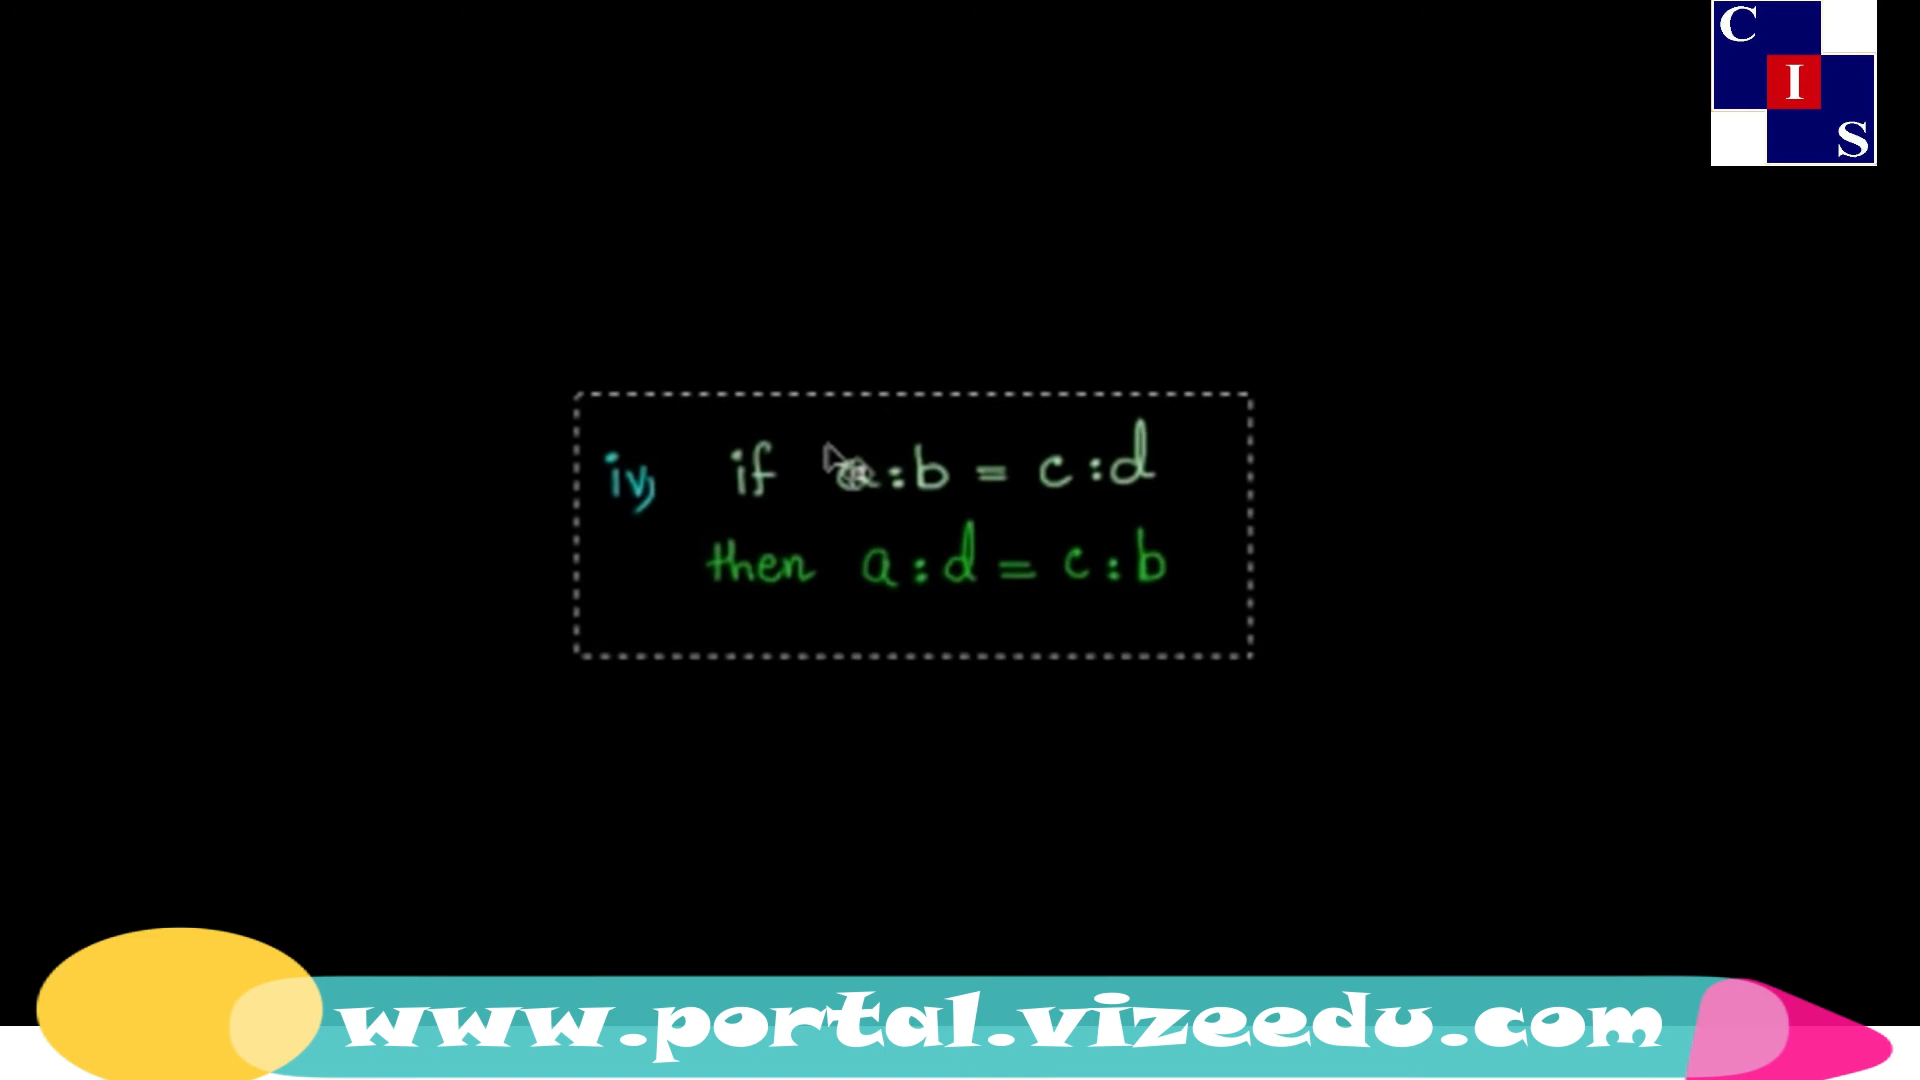 C
I
S
iv, if a:b = c:d
then a:d = c:b
www.portal.vizeedu.com